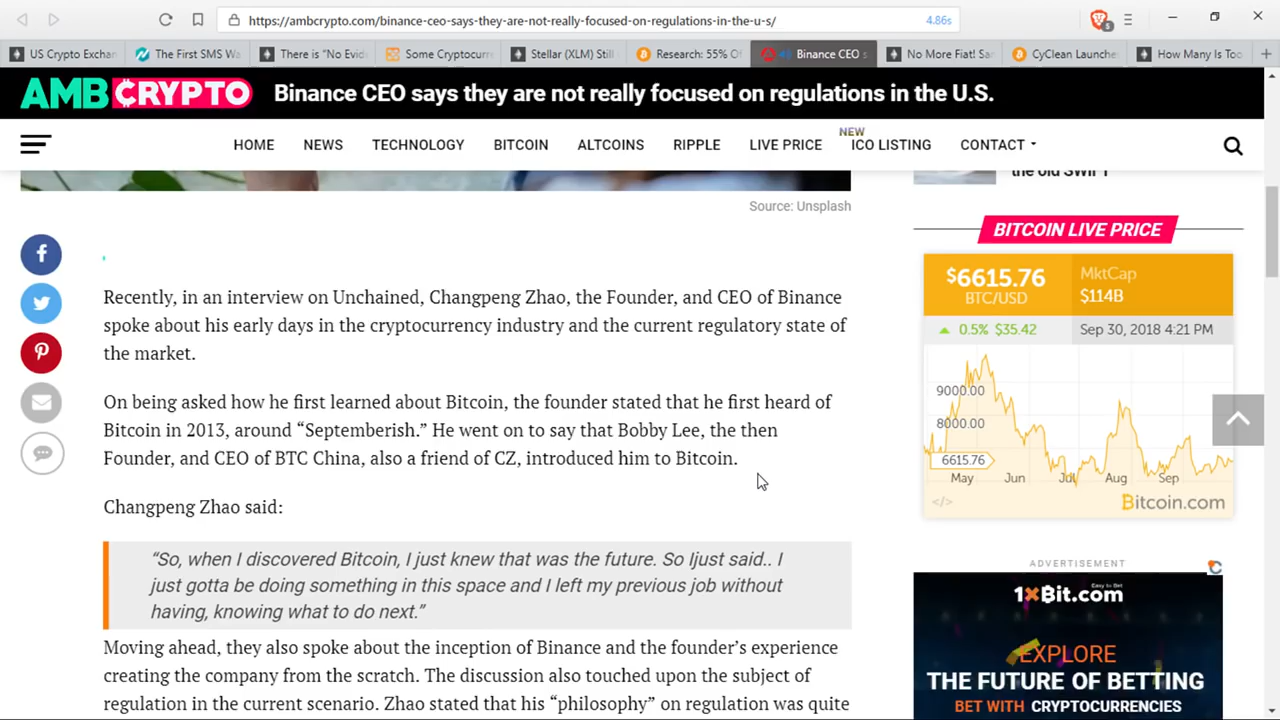 https://ambcrypto.com/binance-ceo-says-they-are-not-really-focused-on-regulations-in-the-u-s/
4.86s
5
US Crypto Exchan
The First SMS Wa
There is "No Evid
Some Cryptocurr
Stellar (XLM) Still
Research: 55% Of
Binance CEO s
No More Fiat! Sa
CyClean Launche
How Many Is Too
AMBCRYPTO
Binance CEO says they are not really focused on regulations in the U.S.
HOME
NEWS
TECHNOLOGY
BITCOIN
ALTCOINS
RIPPLE
LIVE PRICE
NEW
ICO LISTING
CONTACT
the old SWIFT
Source: Unsplash
Recently, in an interview on Unchained, Changpeng Zhao, the Founder, and CEO of Binance
spoke about his early days in the cryptocurrency industry and the current regulatory state of
the market.
On being asked how he first learned about Bitcoin, the founder stated that he first heard of
Bitcoin in 2013, around “Septemberish.” He went on to say that Bobby Lee, the then
Founder, and CEO of BTC China, also a friend of CZ, introduced him to Bitcoin.
Changpeng Zhao said:
“So, when I discovered Bitcoin, I just knew that was the future. So Ijust said.. I
just gotta be doing something in this space and I left my previous job without
having, knowing what to do next.”
Moving ahead, they also spoke about the inception of Binance and the founder’s experience
creating the company from the scratch. The discussion also touched upon the subject of
regulation in the current scenario. Zhao stated that his “philosophy” on regulation was quite
BITCOIN LIVE PRICE
$6615.76
BTC/USD
MktCap
$114B
0.5% $35.42
Sep 30, 2018 4:21 PM
9000.00
8000.00
6615.76
May Jun Jul Aug Sep
</>
Bitcoin.com
ADVERTISEMENT
Easy to Bet
1XBit.com
EXPLORE
THE FUTURE OF BETTING
BET WITH CRYPTOCURRENCIES